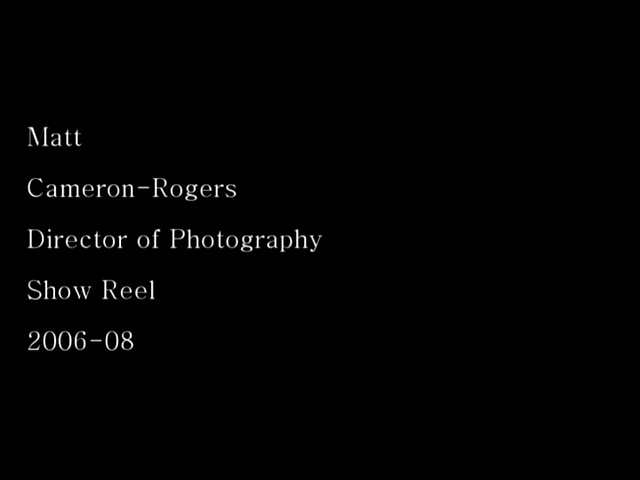 Matt
Cameron-Rogers
Director of Photography
Show Reel
2006-08